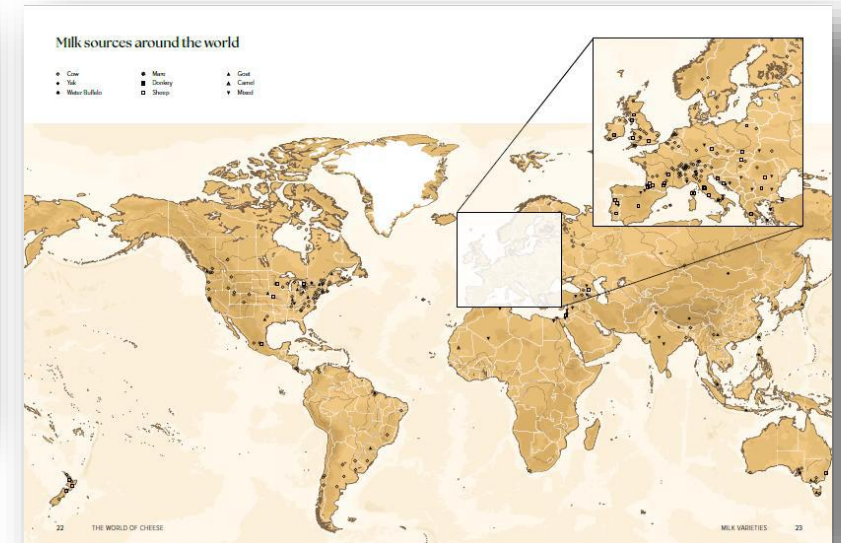 Milk sources around the world
Cow
Yak
Water Buffalo
Mare
Donkey
Sheep
Goat
Camel
Mixed
22 THE WORLD OF CHEESE
MILK VARIETIES 23